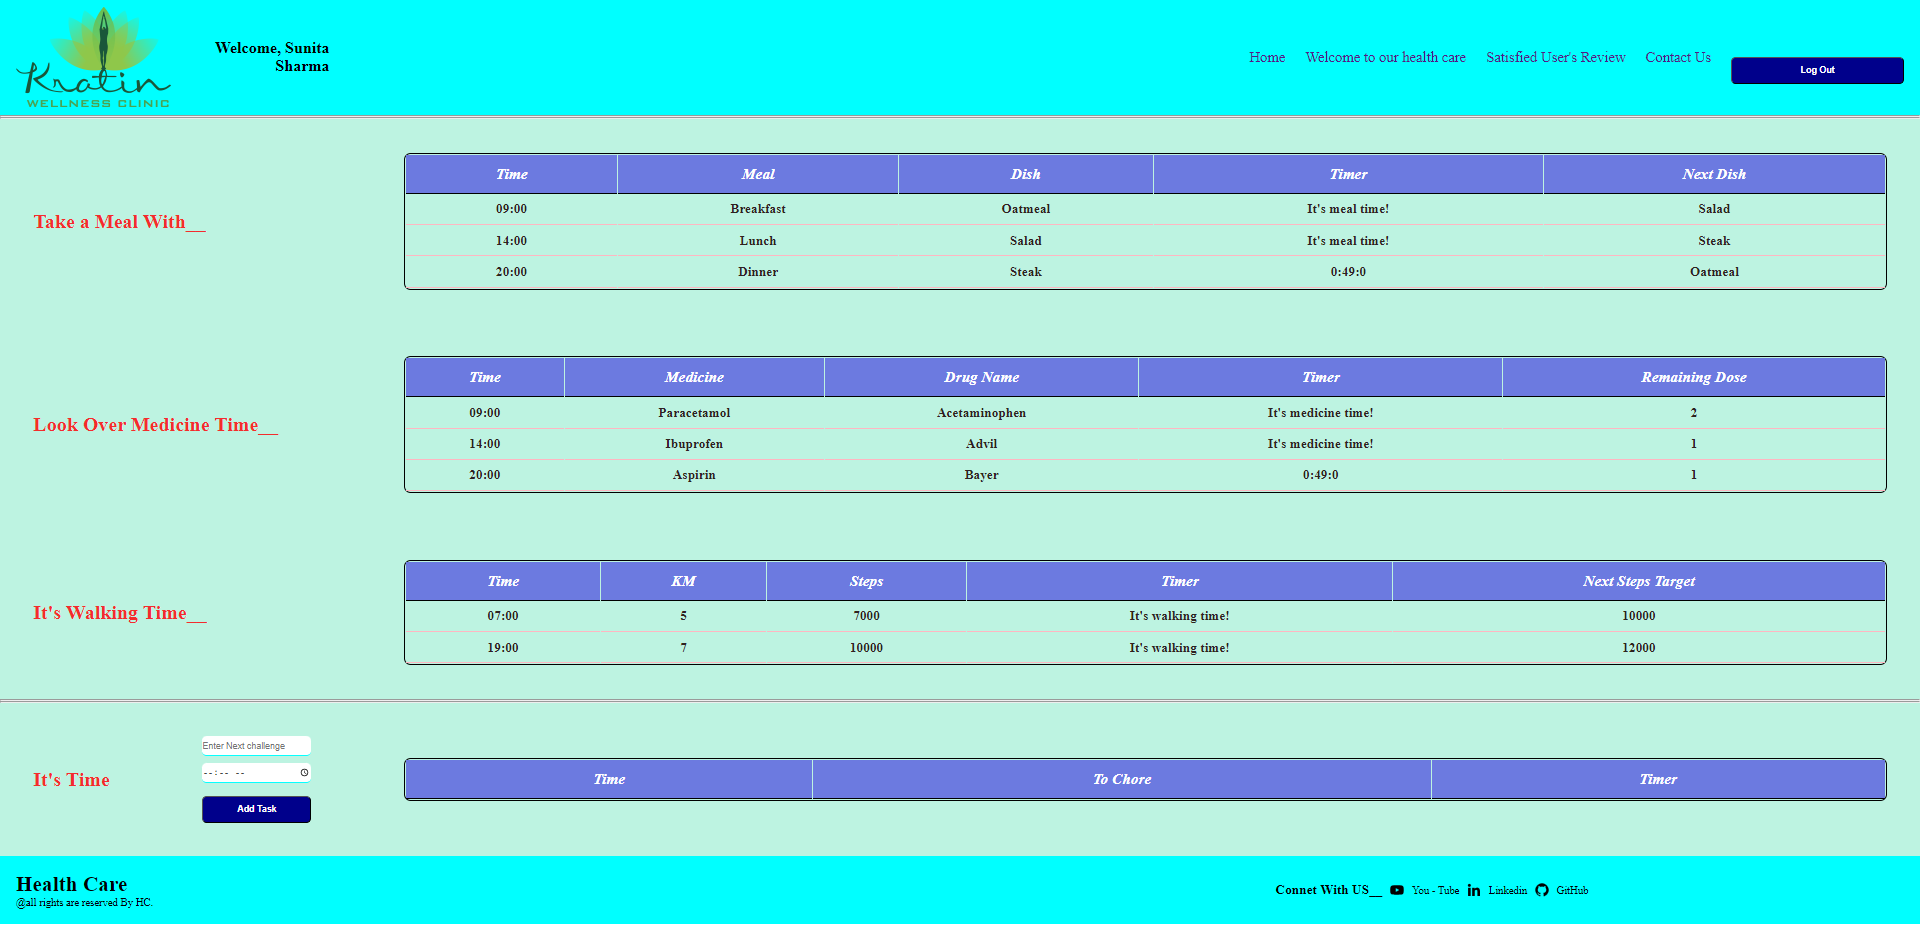 Kratin
WELLNESS CLINIC
Welcome, Sunita
Sharma
Home Welcome to our health care Satisfied User's Review Contact Us Log Out
Take a Meal With__
Time Meal Dish Timer Next Dish
09:00 Breakfast Oatmeal It's meal time! Salad
14:00 Lunch Salad It's meal time! Steak
20:00 Dinner Steak 0:49:0 Oatmeal
Look Over Medicine Time__
Time Medicine Drug Name Timer Remaining Dose
09:00 Paracetamol Acetaminophen It's medicine time! 2
14:00 Ibuprofen Advil It's medicine time! 1
20:00 Aspirin Bayer 0:49:0 1
It's Walking Time__
Time KM Steps Timer Next Steps Target
07:00 5 7000 It's walking time! 10000
19:00 7 10000 It's walking time! 12000
It's Time
Enter Next challenge
--:-- --
Add Task
Time To Chore Timer
Health Care
@all rights are reserved By HC.
Connet With US__ You - Tube Linkedin GitHub